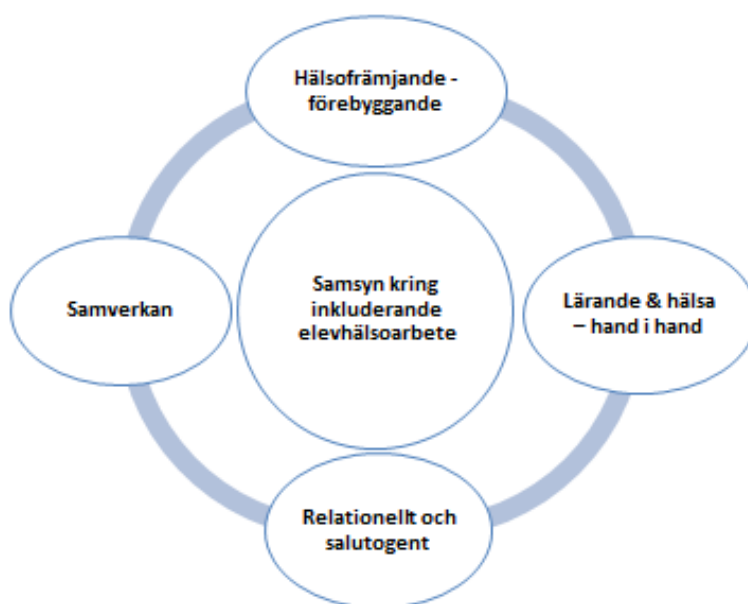 Hälsofrämjande -
förebyggande
Samverkan
Samsyn kring
inkluderande
elevhälsoarbete
Lärande & hälsa
– hand i hand
Relationellt och
salutogent